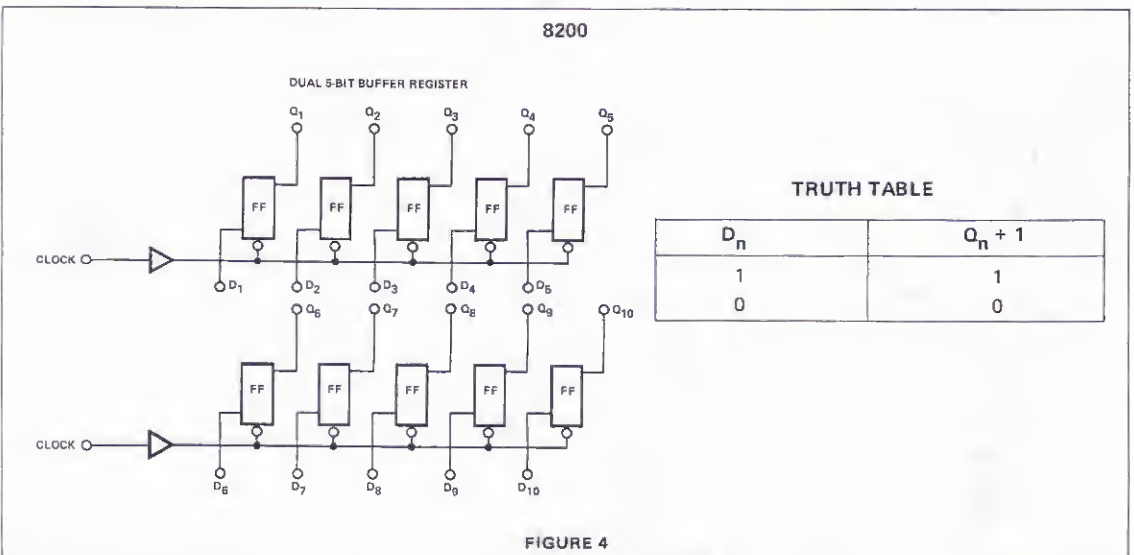 8200
DUAL 5-BIT BUFFER REGISTER
Q1 Q2 Q3 Q4 Q5
FF FF FF FF FF
CLOCK
D1 D2 D3 D4 D5
Q6 Q7 Q8 Q9 Q10
FF FF FF FF FF
CLOCK
D6 D7 D8 D9 D10
TRUTH TABLE
Dn Qn + 1
1 1
0 0
FIGURE 4